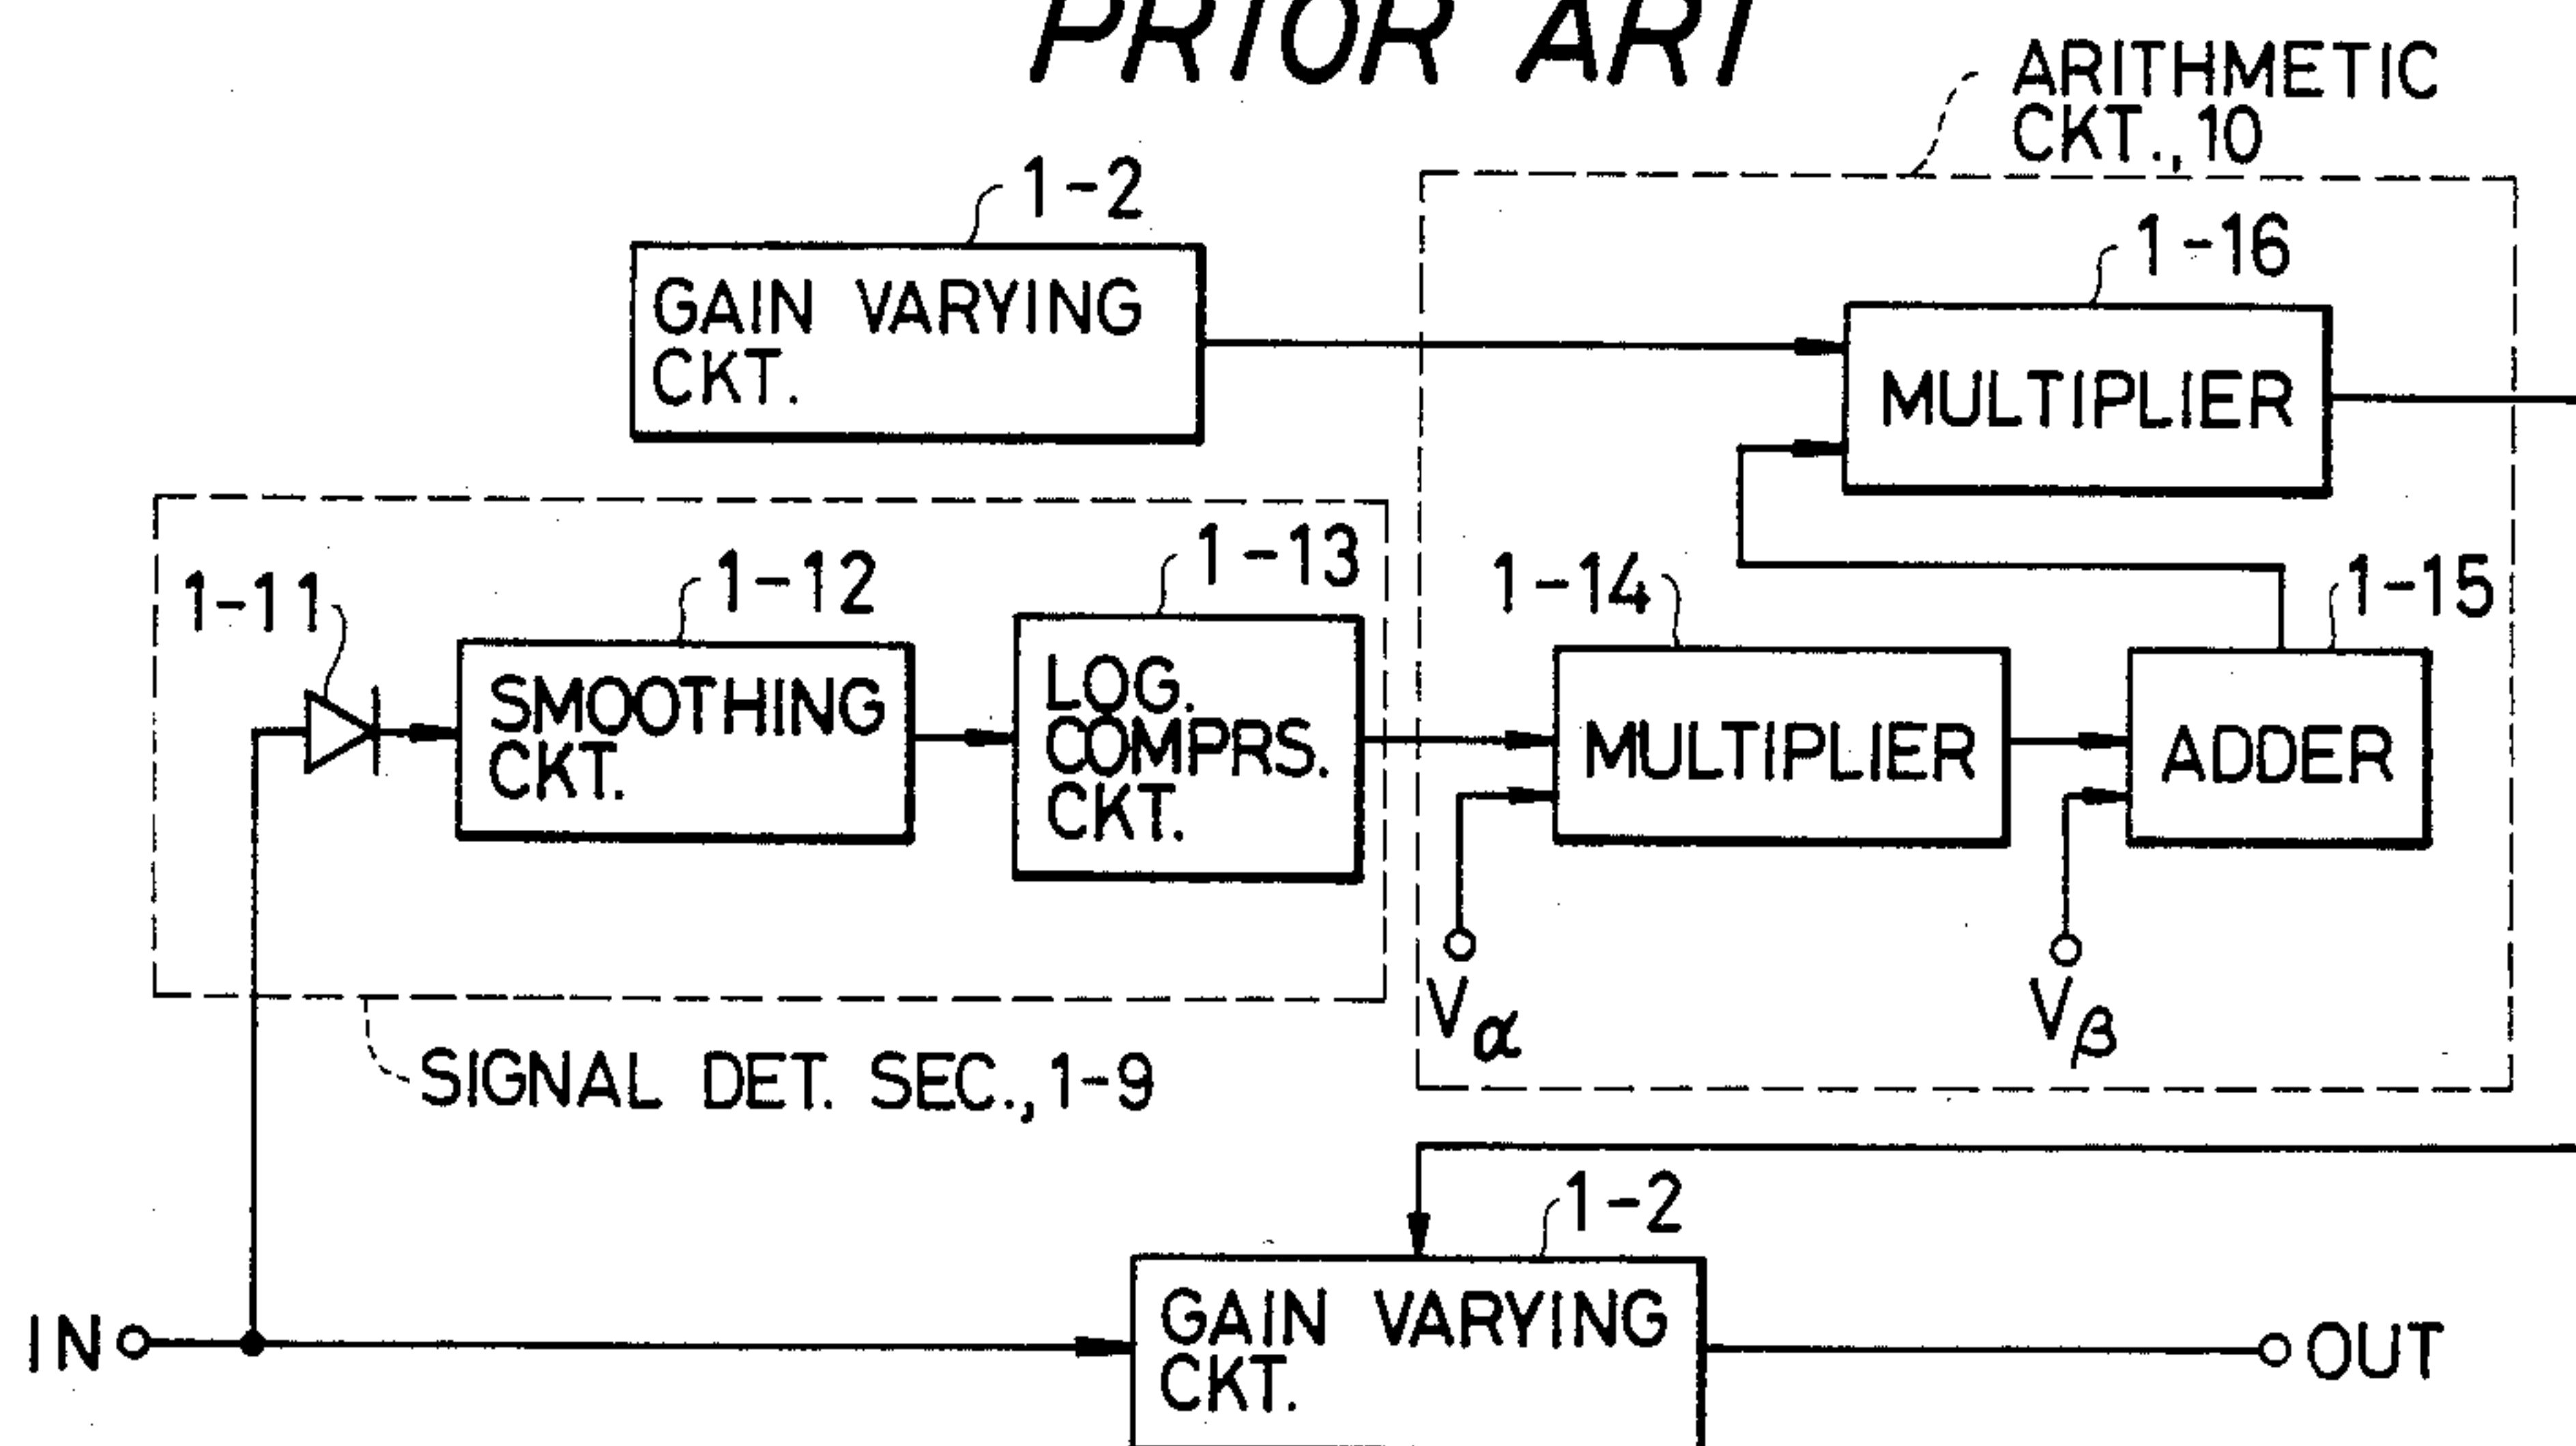 PRIOR ART
ARITHMETIC
CKT.,10
1-2
GAIN VARYING
CKT.
1-16
MULTIPLIER
1-11
1-12
SMOOTHING
CKT.
1-13
LOG.
COMPRS.
CKT.
1-14
MULTIPLIER
1-15
ADDER
Vα
Vβ
SIGNAL DET. SEC.,1-9
1-2
GAIN VARYING
CKT.
IN
OUT